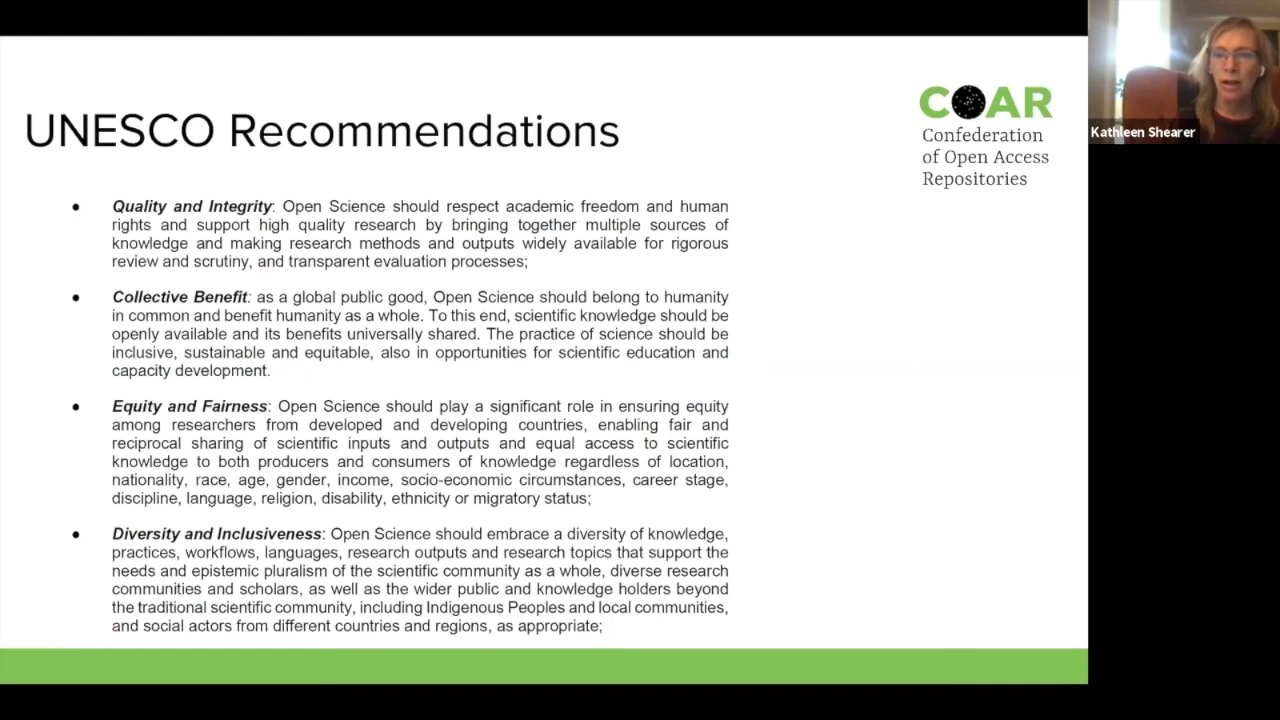 UNESCO Recommendations
COAR
Confederation
of Open Access
Repositories
Kathleen Shearer
● Quality and Integrity: Open Science should respect academic freedom and human
rights and support high quality research by bringing together multiple sources of
knowledge and making research methods and outputs widely available for rigorous
review and scrutiny, and transparent evaluation processes;
● Collective Benefit: as a global public good, Open Science should belong to humanity
in common and benefit humanity as a whole. To this end, scientific knowledge should be
openly available and its benefits universally shared. The practice of science should be
inclusive, sustainable and equitable, also in opportunities for scientific education and
capacity development.
● Equity and Fairness: Open Science should play a significant role in ensuring equity
among researchers from developed and developing countries, enabling fair and
reciprocal sharing of scientific inputs and outputs and equal access to scientific
knowledge to both producers and consumers of knowledge regardless of location,
nationality, race, age, gender, income, socio-economic circumstances, career stage,
discipline, language, religion, disability, ethnicity or migratory status;
● Diversity and Inclusiveness: Open Science should embrace a diversity of knowledge,
practices, workflows, languages, research outputs and research topics that support the
needs and epistemic pluralism of the scientific community as a whole, diverse research
communities and scholars, as well as the wider public and knowledge holders beyond
the traditional scientific community, including Indigenous Peoples and local communities,
and social actors from different countries and regions, as appropriate;